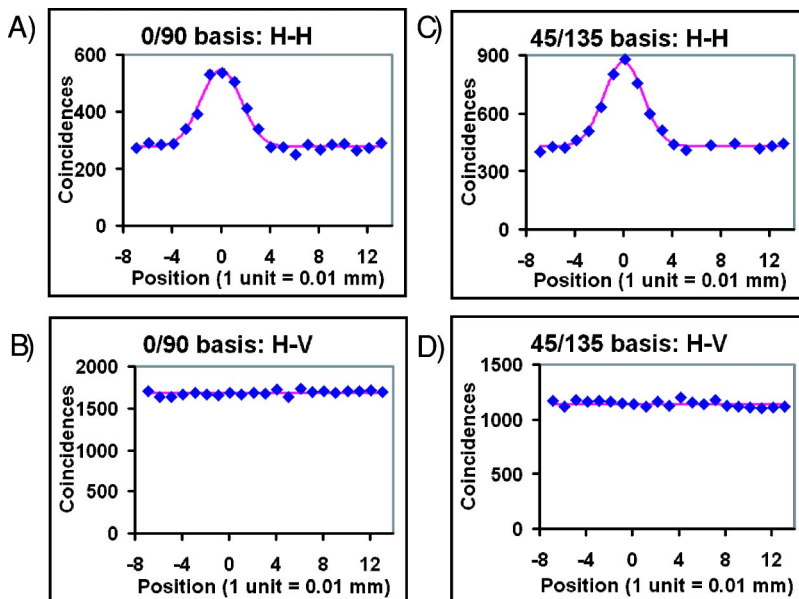 A)
0/90 basis: H-H
Coincidences
600
400
200
0
-8 -4 0 4 8 12
Position (1 unit = 0.01 mm)
C)
45/135 basis: H-H
Coincidences
900
600
300
0
-8 -4 0 4 8 12
Position (1 unit = 0.01 mm)
B)
0/90 basis: H-V
Coincidences
2000
1500
1000
500
0
-8 -4 0 4 8 12
Position (1 unit = 0.01 mm)
D)
45/135 basis: H-V
Coincidences
1500
1000
500
0
-8 -4 0 4 8 12
Position (1 unit = 0.01 mm)